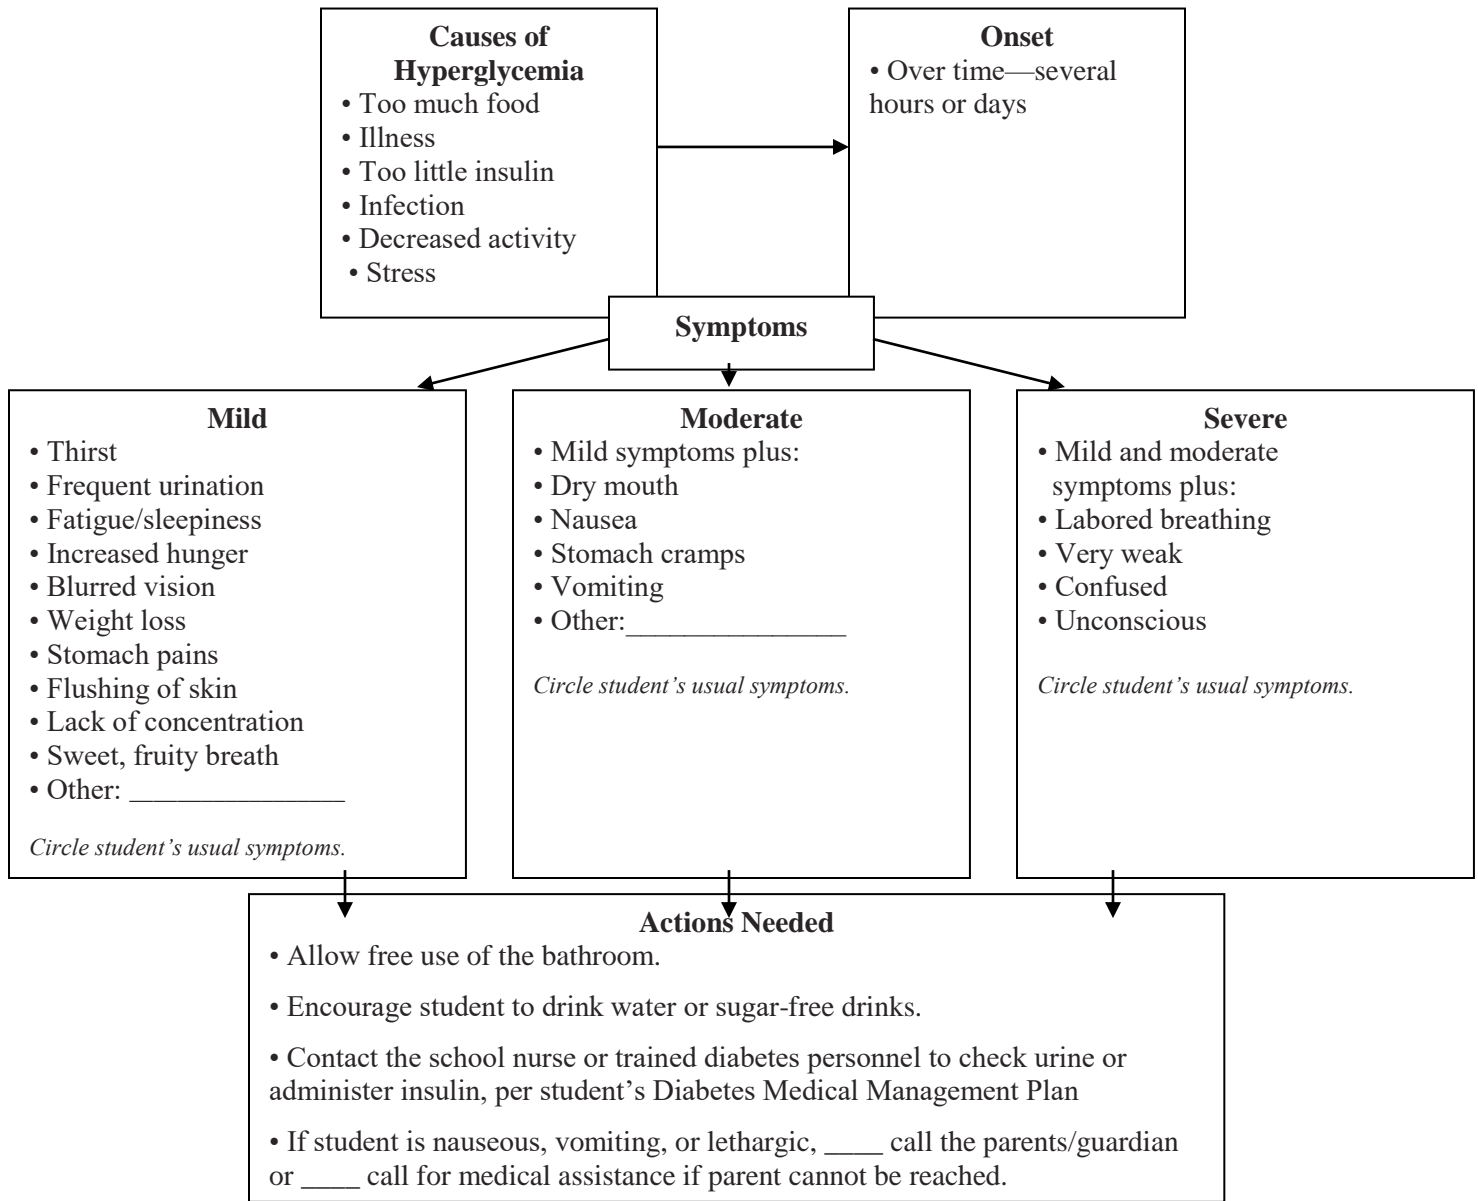 Causes of
Hyperglycemia
• Too much food
• Illness
• Too little insulin
• Infection
• Decreased activity
• Stress
Onset
• Over time—several
hours or days
Symptoms
Mild
• Thirst
• Frequent urination
• Fatigue/sleepiness
• Increased hunger
• Blurred vision
• Weight loss
• Stomach pains
• Flushing of skin
• Lack of concentration
• Sweet, fruity breath
• Other: _______________
Circle student’s usual symptoms.
Moderate
• Mild symptoms plus:
• Dry mouth
• Nausea
• Stomach cramps
• Vomiting
• Other:_______________
Circle student’s usual symptoms.
Severe
• Mild and moderate
symptoms plus:
• Labored breathing
• Very weak
• Confused
• Unconscious
Circle student’s usual symptoms.
Actions Needed
• Allow free use of the bathroom.
• Encourage student to drink water or sugar-free drinks.
• Contact the school nurse or trained diabetes personnel to check urine or
administer insulin, per student’s Diabetes Medical Management Plan
• If student is nauseous, vomiting, or lethargic, ____ call the parents/guardian
or ____ call for medical assistance if parent cannot be reached.